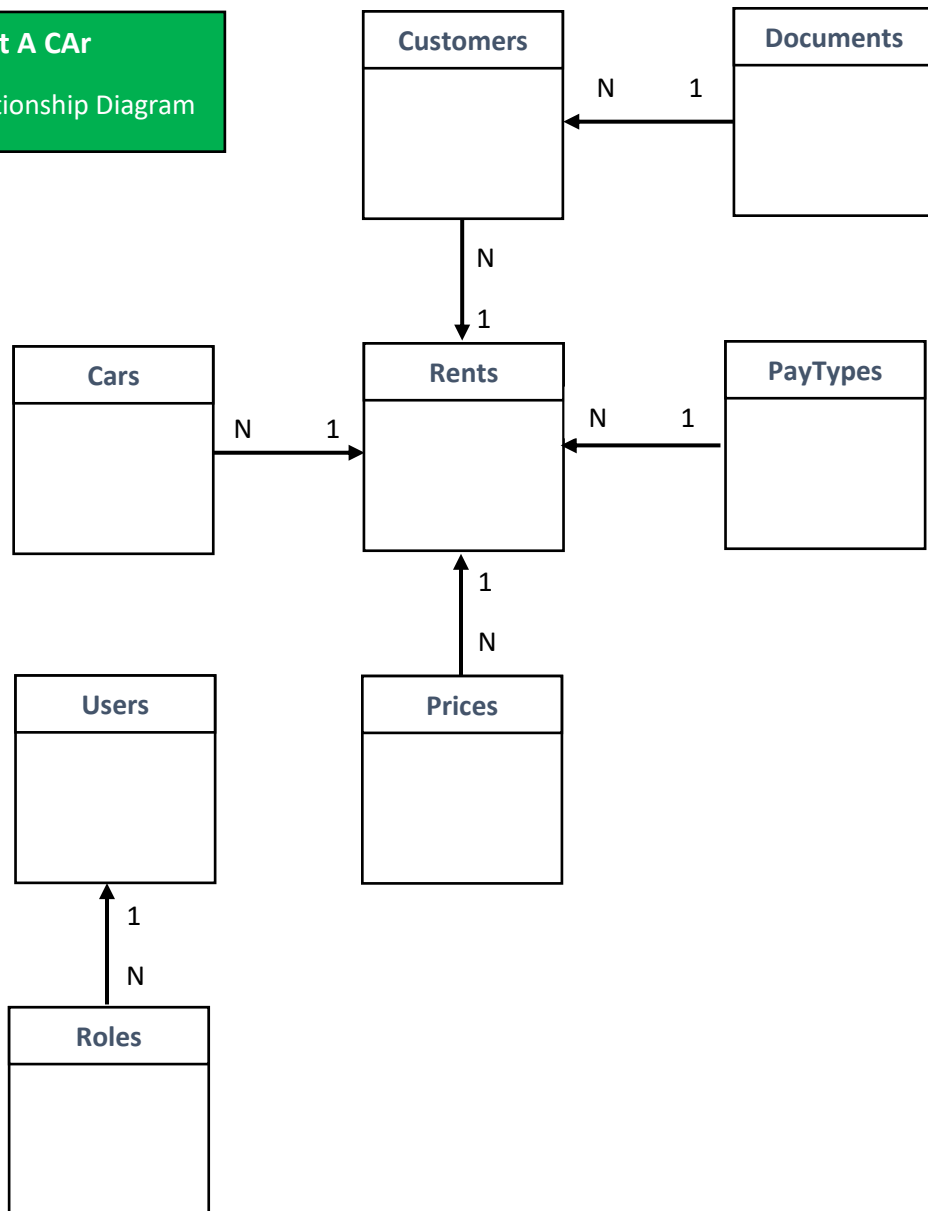 t A CAr
tionship Diagram
Customers
Documents
N 1
N
1
Cars
Rents
PayTypes
N 1
N 1
1
N
Users
Prices
1
N
Roles